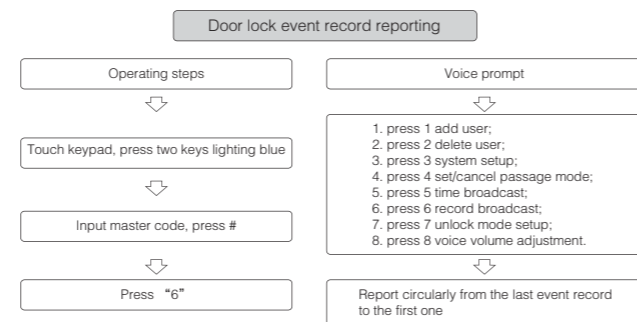 Door lock event record reporting
Operating steps
Touch keypad, press two keys lighting blue
Input master code, press #
Press “6”
Voice prompt
1. press 1 add user;
2. press 2 delete user;
3. press 3 system setup;
4. press 4 set/cancel passage mode;
5. press 5 time broadcast;
6. press 6 record broadcast;
7. press 7 unlock mode setup;
8. press 8 voice volume adjustment.
Report circularly from the last event record
to the first one